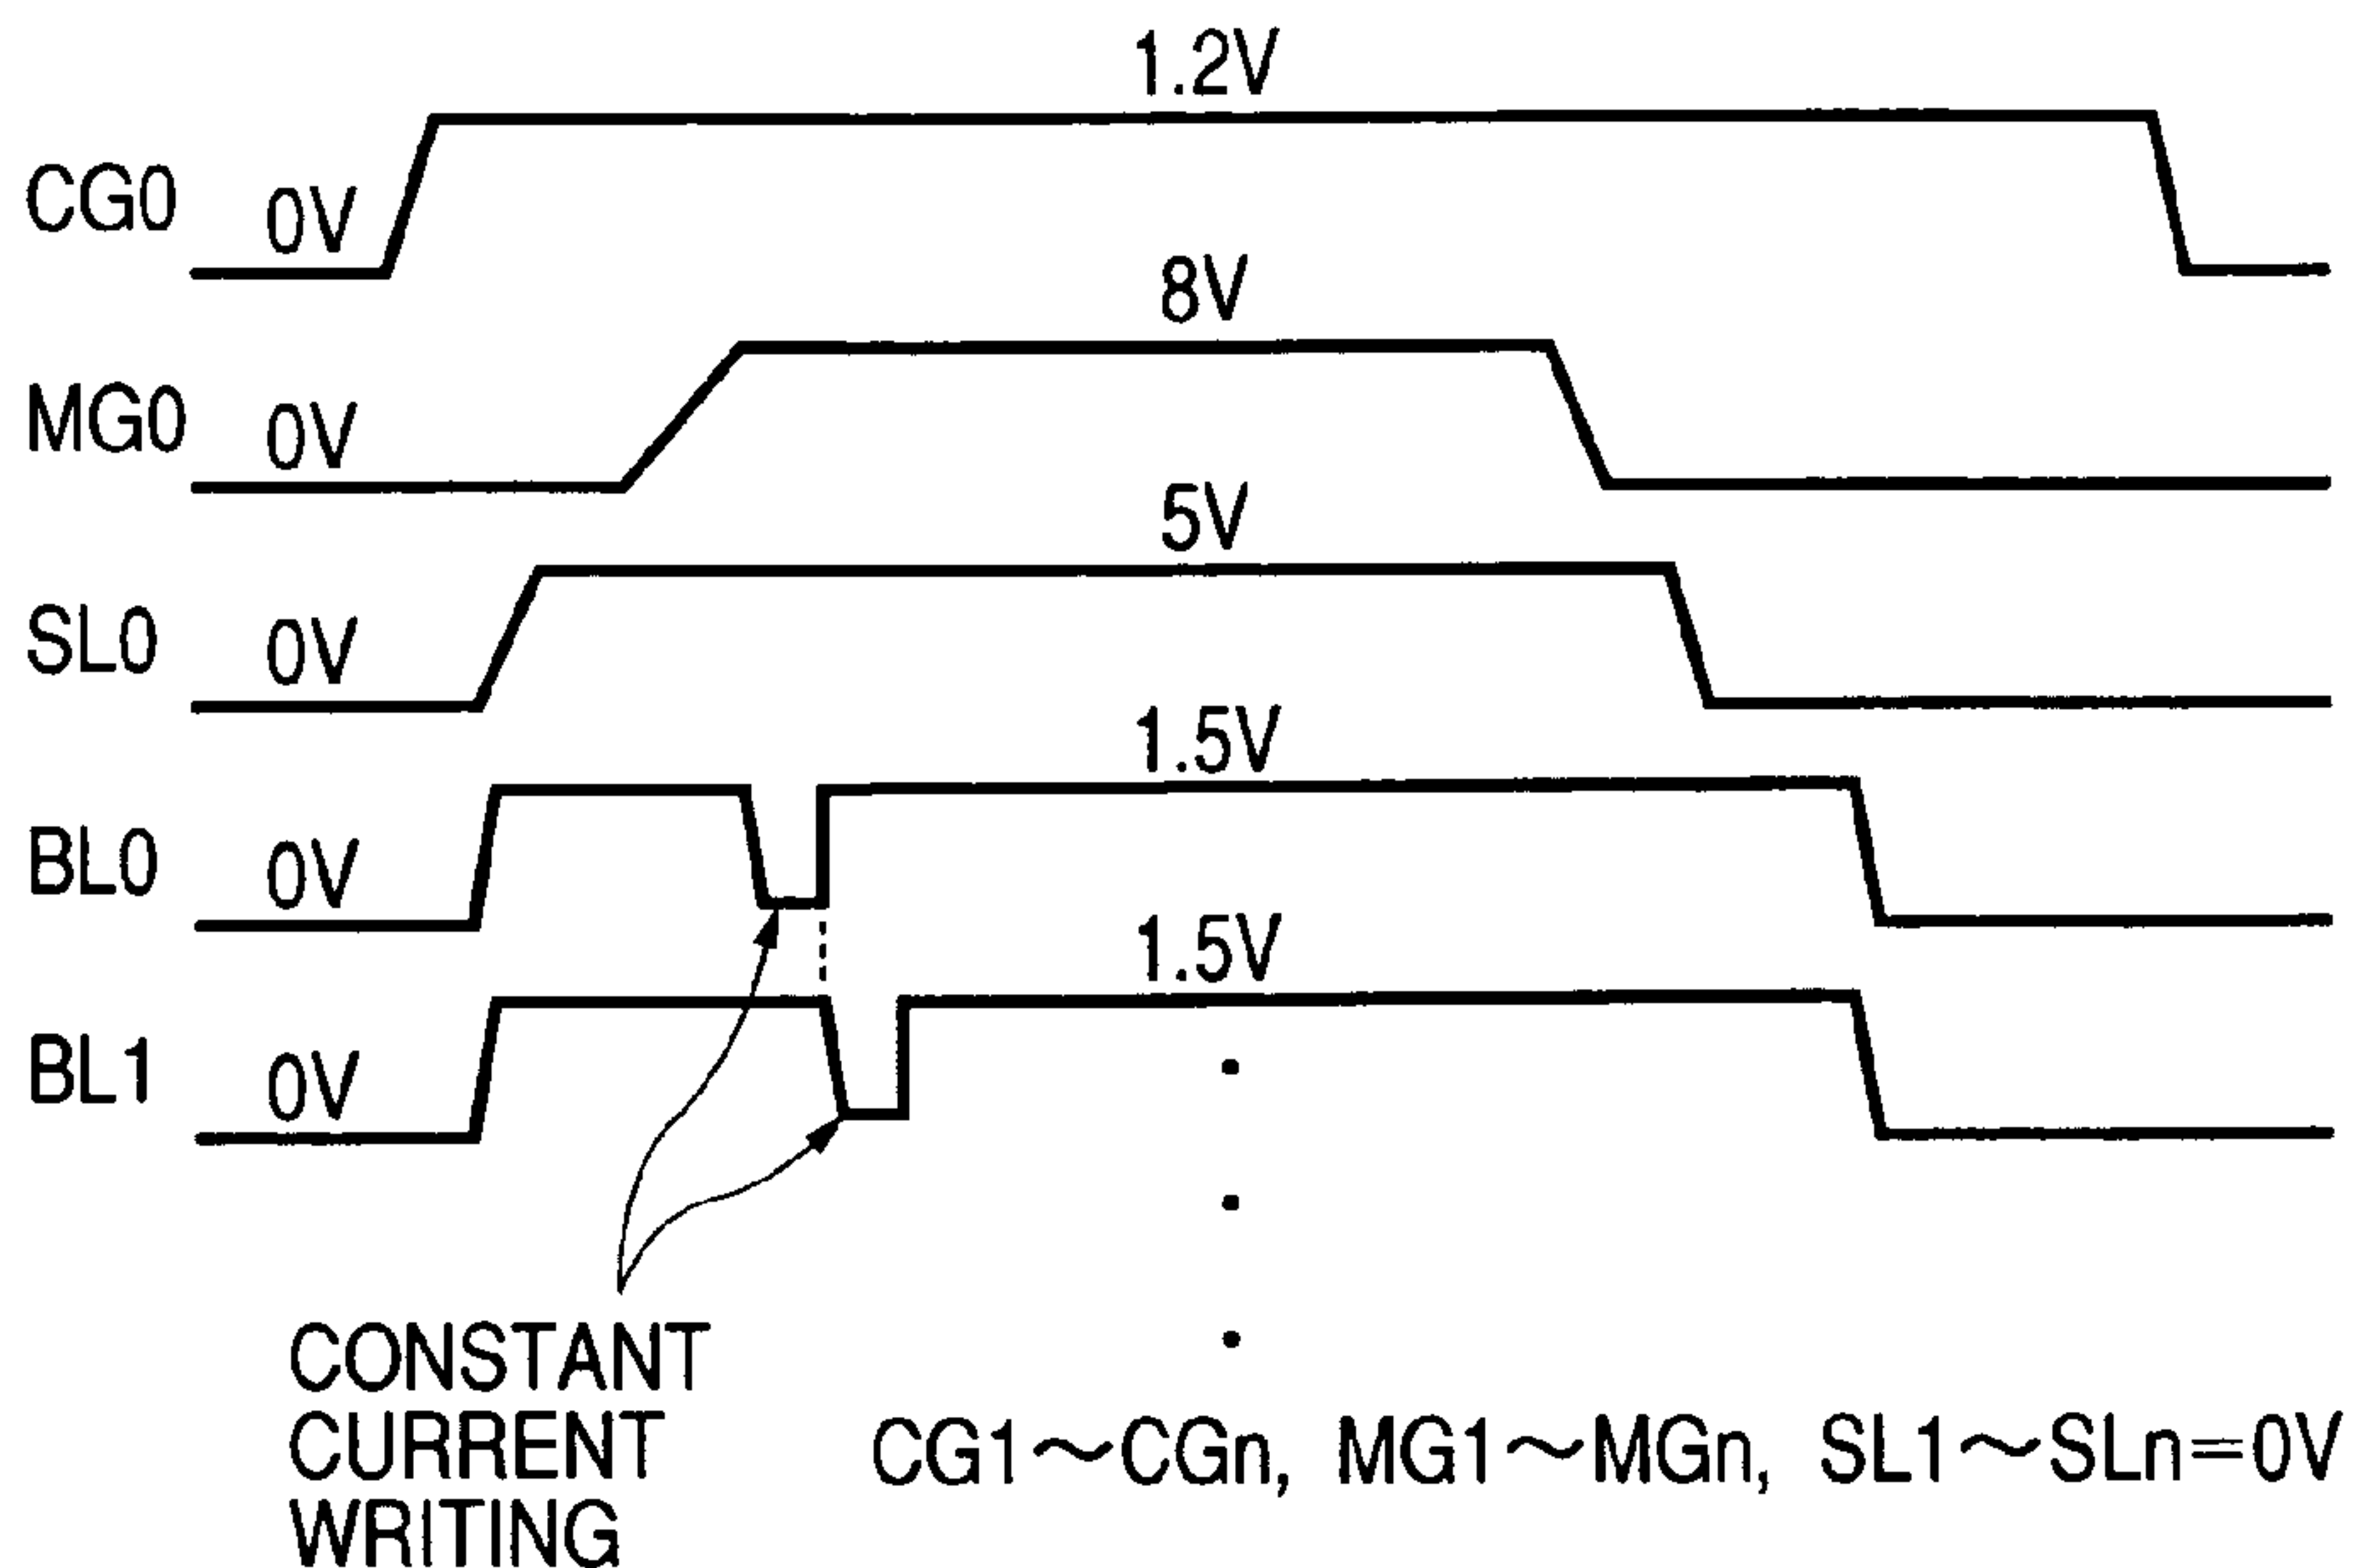 1.2V
CG0
0V
8V
MG0
0V
5V
SL0
0V
1.5V
BL0
0V
1.5V
BL1
0V
CONSTANT
CURRENT
WRITING
CG1～CGn, MG1～MGn, SL1～SLn=0V